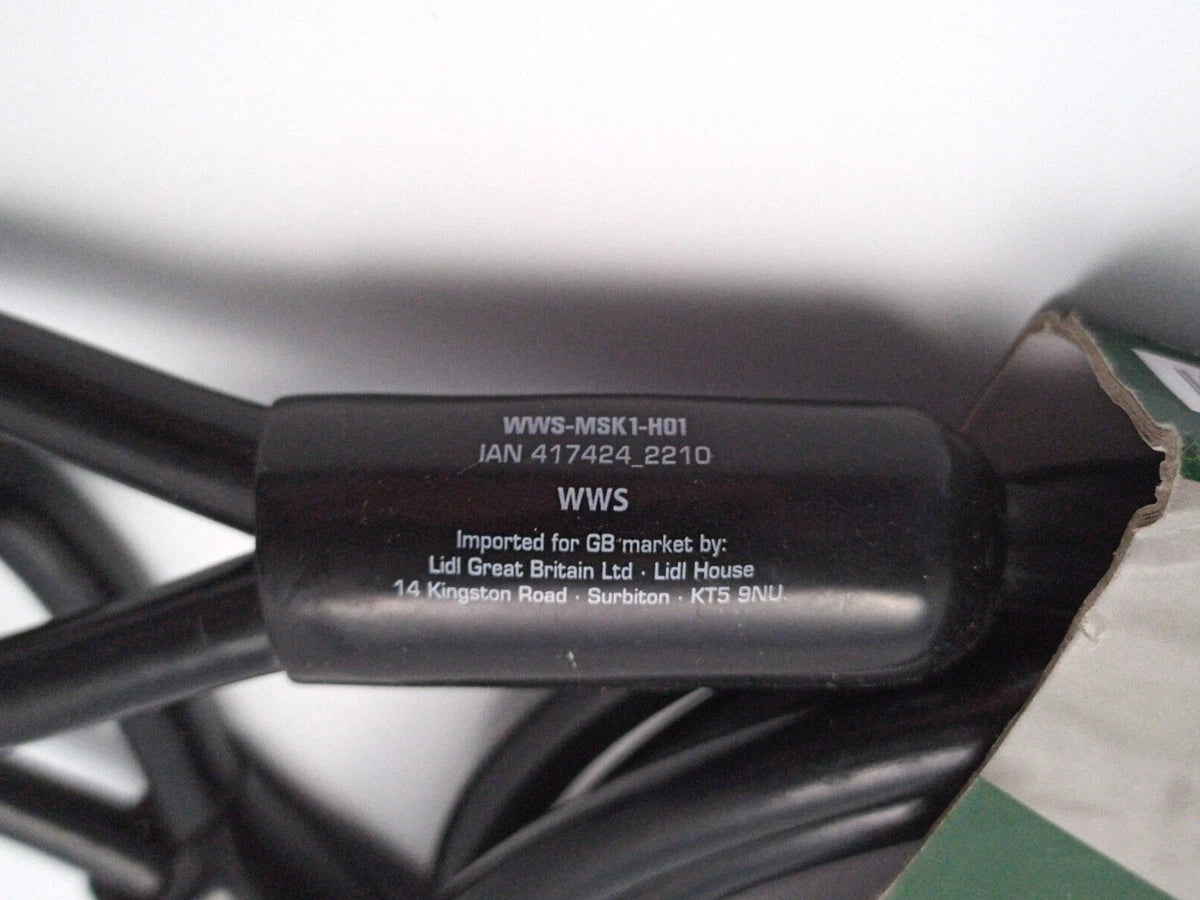 WWS-MSK1-H01
IAN 417424_2210
WWS
Imported for GB market by:
Lidl Great Britain Ltd · Lidl House
14 Kingston Road · Surbiton · KT5 9NU